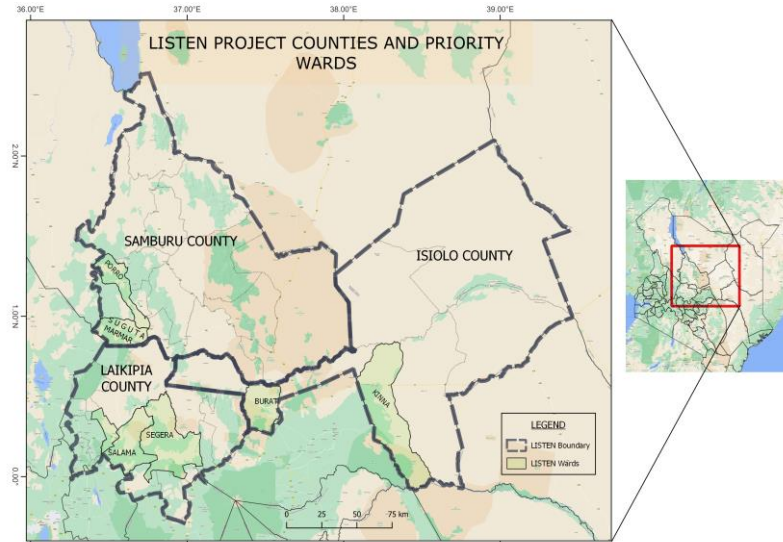 36.00°E
37.00°E
38.00°E
39.00°E
LISTEN PROJECT COUNTIES AND PRIORITY
WARDS
2.00°N
SAMBURU COUNTY
ISIOLO COUNTY
1.00°N
SUGUTA
MARMAR
LAIKIPIA
COUNTY
BURAT
KINNA
SEGERA
SALAMA
LEGEND
LISTEN Boundary
LISTEN Wards
0.00°
0 25 50 75 km